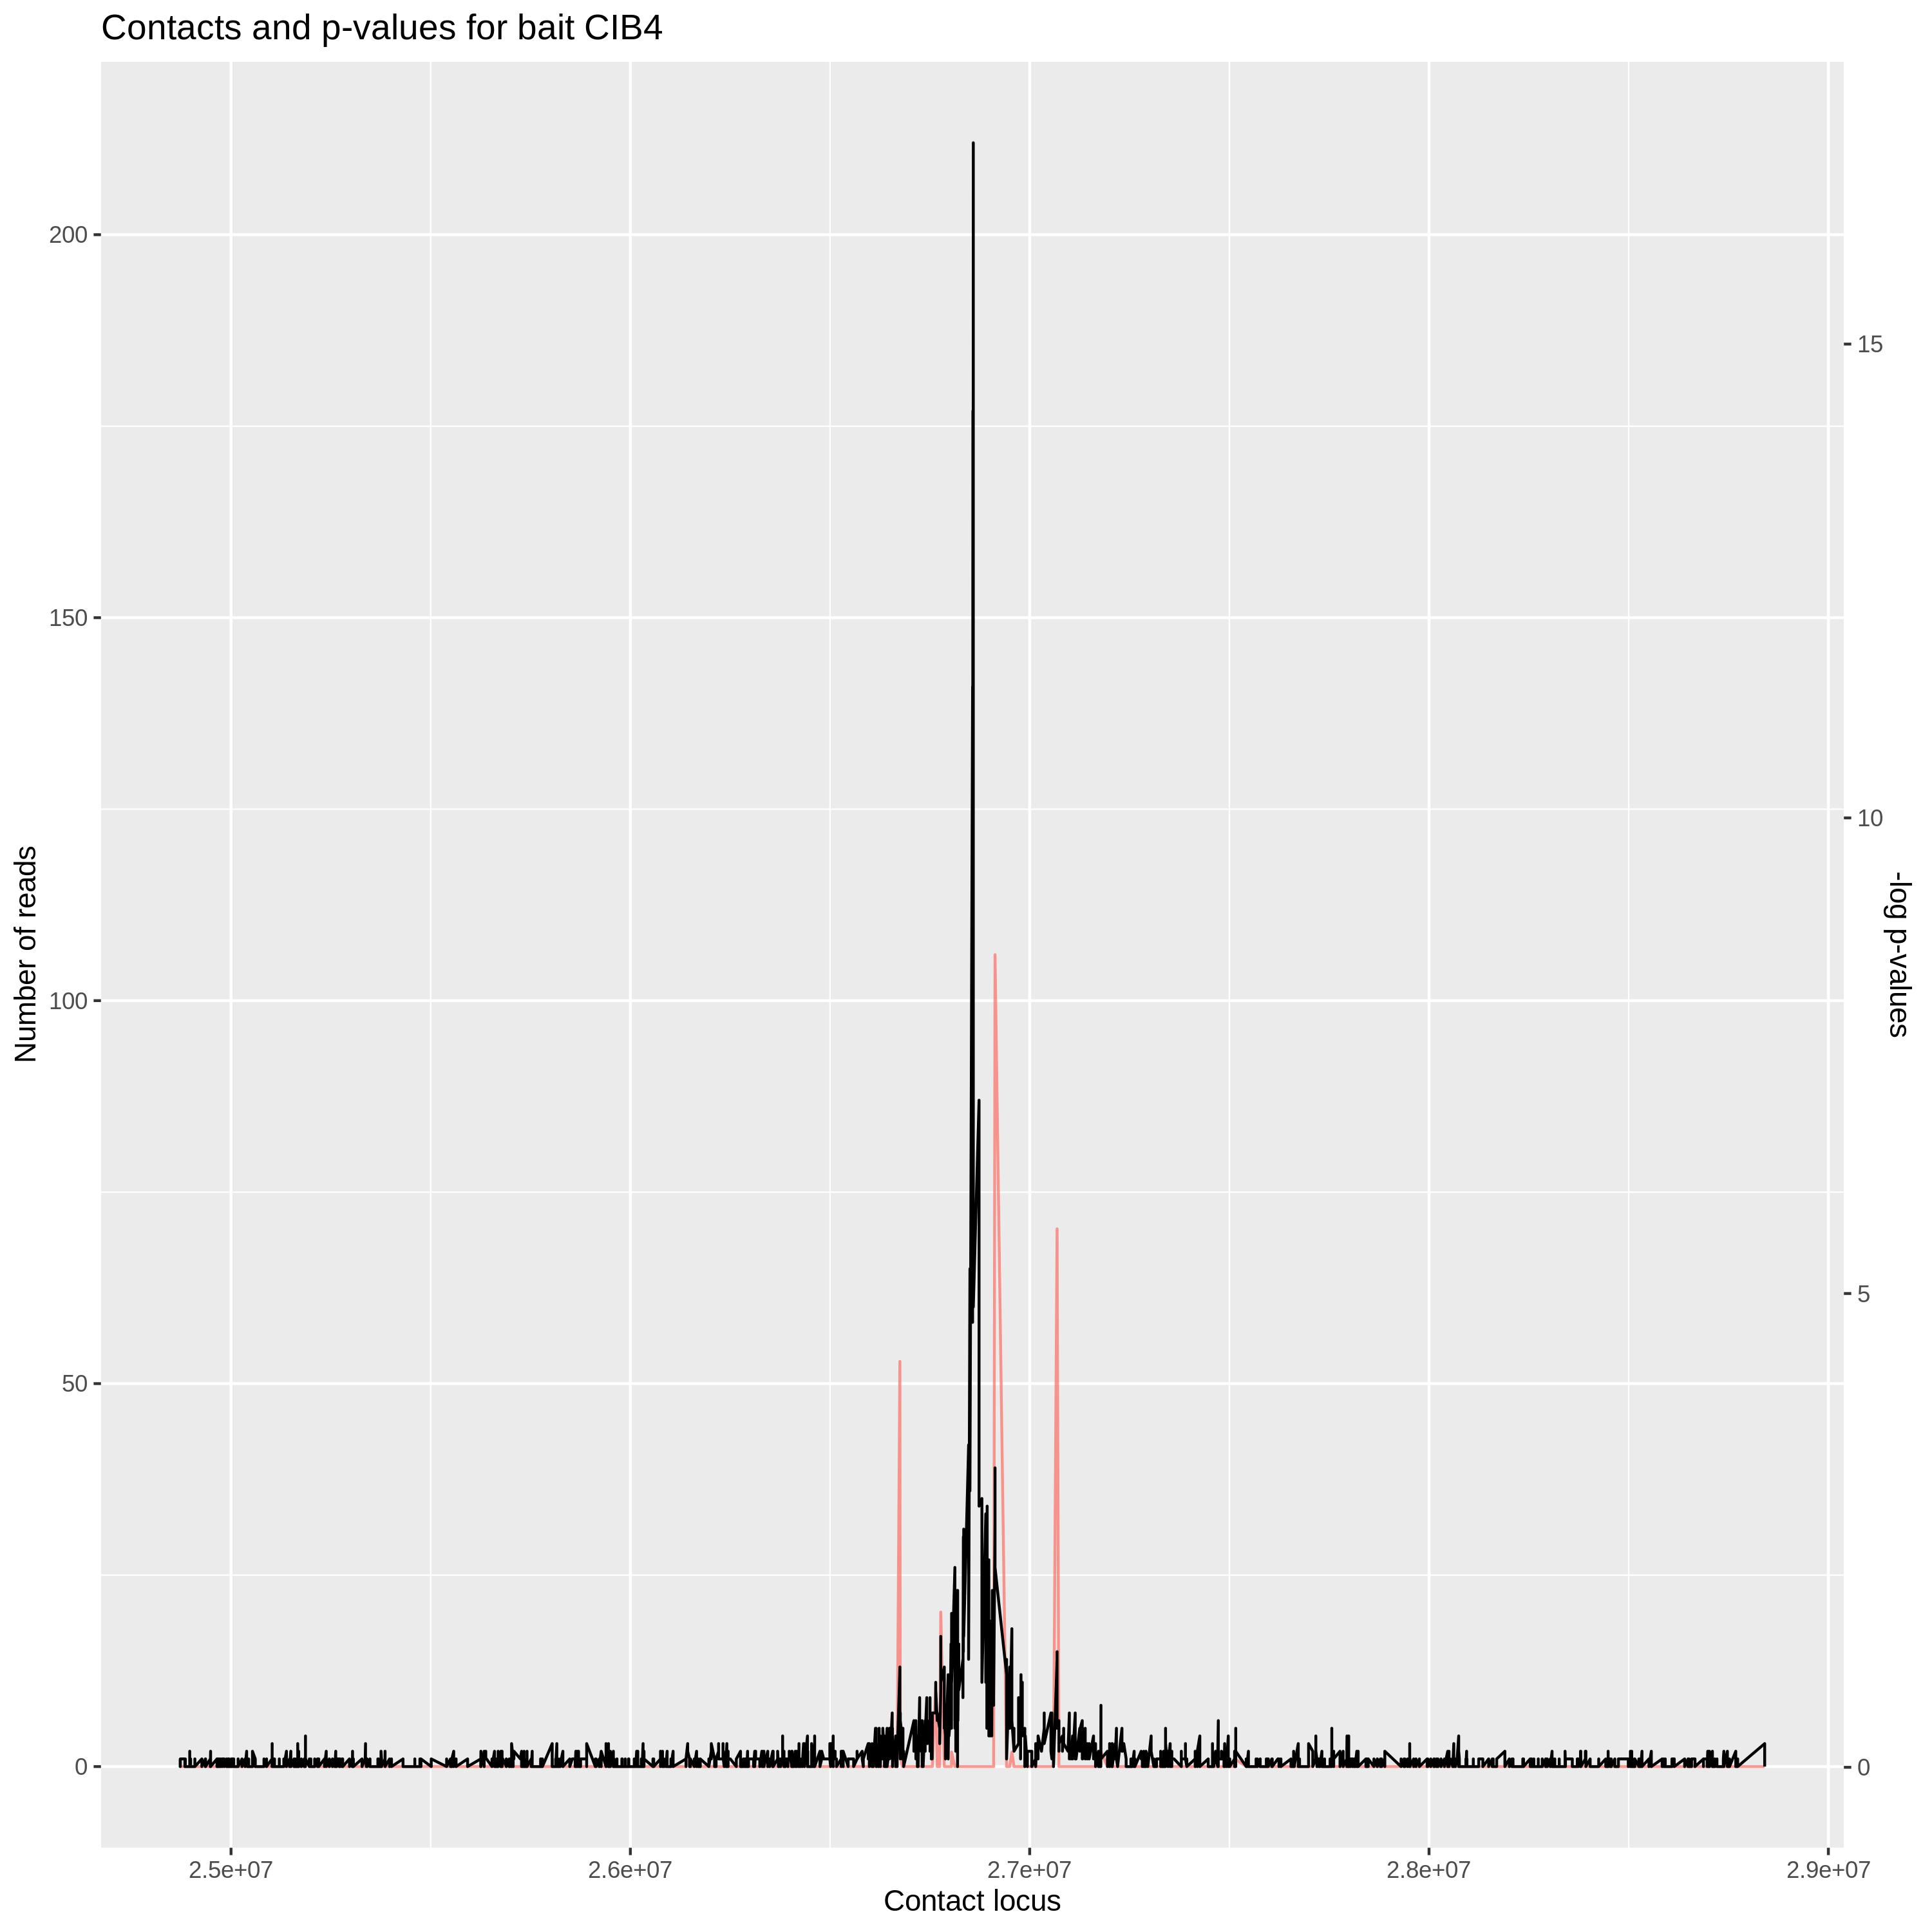 Contacts and p-values for bait CIB4
200
150
100
50
0
Number of reads
15
10
5
0
-log p-values
2.5e+07
2.6e+07
2.7e+07
2.8e+07
2.9e+07
Contact locus